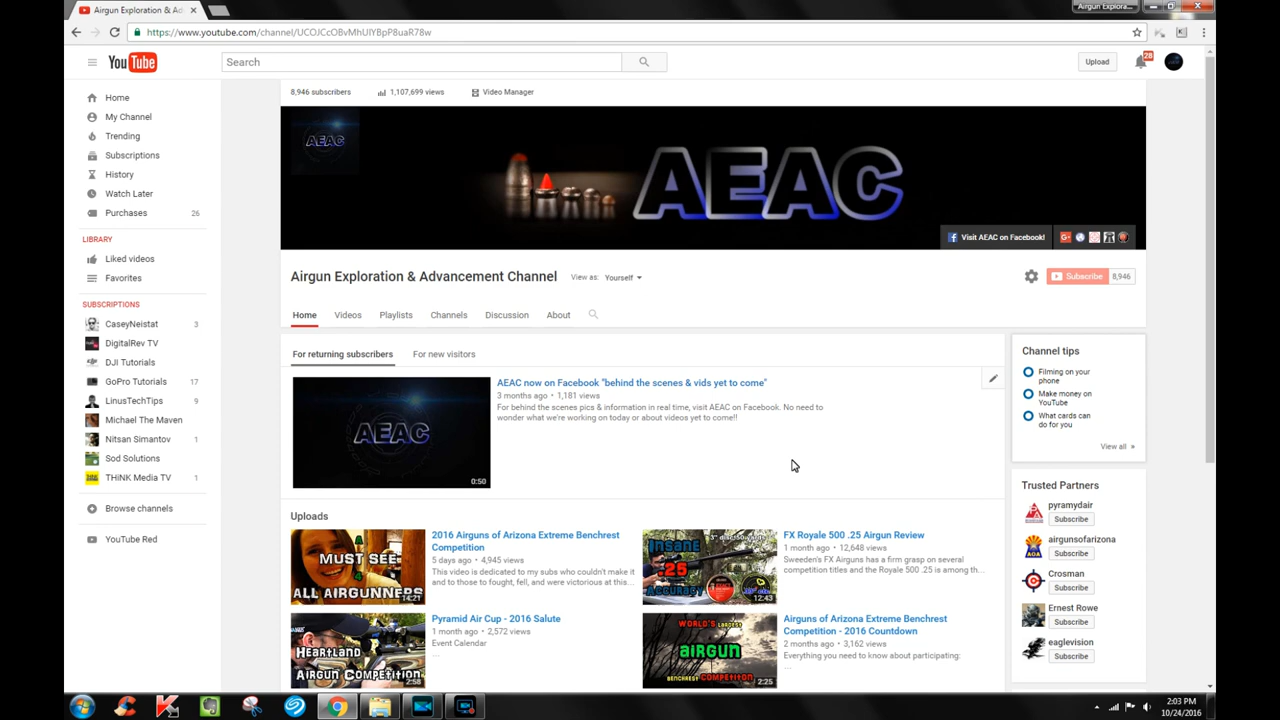 Airgun Exploration & Ad
Airgun Explora...
https://www.youtube.com/channel/UCOJCcOBvMhUIYBpP8uaR78w
YouTube
Search
Upload
28
8,946 subscribers
1,107,699 views
Video Manager
Home
My Channel
Trending
Subscriptions
History
Watch Later
Purchases 26
LIBRARY
Liked videos
Favorites
SUBSCRIPTIONS
CaseyNeistat 3
DigitalRev TV
DJI Tutorials
GoPro Tutorials 17
LinusTechTips 9
Michael The Maven
Nitsan Simantov 1
Sod Solutions
THiNK Media TV 1
Browse channels
YouTube Red
AEAC
AEAC
Visit AEAC on Facebook!
Airgun Exploration & Advancement Channel
View as: Yourself
Subscribe 8,946
Home Videos Playlists Channels Discussion About
For returning subscribers For new visitors
AEAC
0:50
AEAC now on Facebook "behind the scenes & vids yet to come"
3 months ago • 1,181 views
For behind the scenes pics & information in real time, visit AEAC on Facebook. No need to
wonder what we're working on today or about videos yet to come!!
Uploads
MUST SEE
4
4
ALL AIRGUNNERS
14:21
2016 Airguns of Arizona Extreme Benchrest
Competition
5 days ago • 4,945 views
This video is dedicated to my subs who couldn't make it
and to those to fought, fell, and were victorious at this...
INSANE
.25
ACCURACY
12:43
FX Royale 500 .25 Airgun Review
1 month ago • 12,648 views
Sweeden's FX Airguns has a firm grasp on several
competition titles and the Royale 500 .25 is among th...
Heartland
AIRGUN COMPETITION
2:58
Pyramid Air Cup - 2016 Salute
1 month ago • 2,572 views
Event Calendar
...
WORLD'S LARGEST
aiRGUN
BENCHREST COMPETITON
2:25
Airguns of Arizona Extreme Benchrest
Competition - 2016 Countdown
2 months ago • 3,162 views
Everything you need to know about participating:
...
Channel tips
Filming on your
phone
Make money on
YouTube
What cards can
do for you
View all »
Trusted Partners
pyramydair
Subscribe
airgunsofarizona
Subscribe
Crosman
Subscribe
Ernest Rowe
Subscribe
eaglevision
Subscribe
2:03 PM
10/24/2016